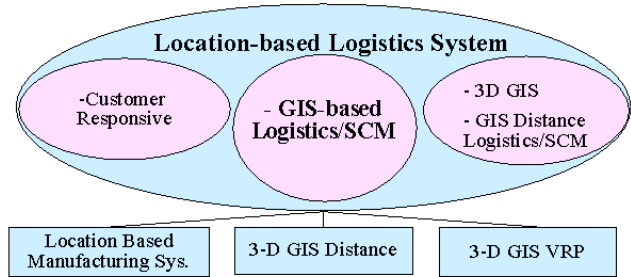 Location-based Logistics System
-Customer
Responsive
- GIS-based
Logistics/SCM
- 3D GIS
- GIS Distance
Logistics/SCM
Location Based
Manufacturing Sys.
3-D GIS Distance
3-D GIS VRP